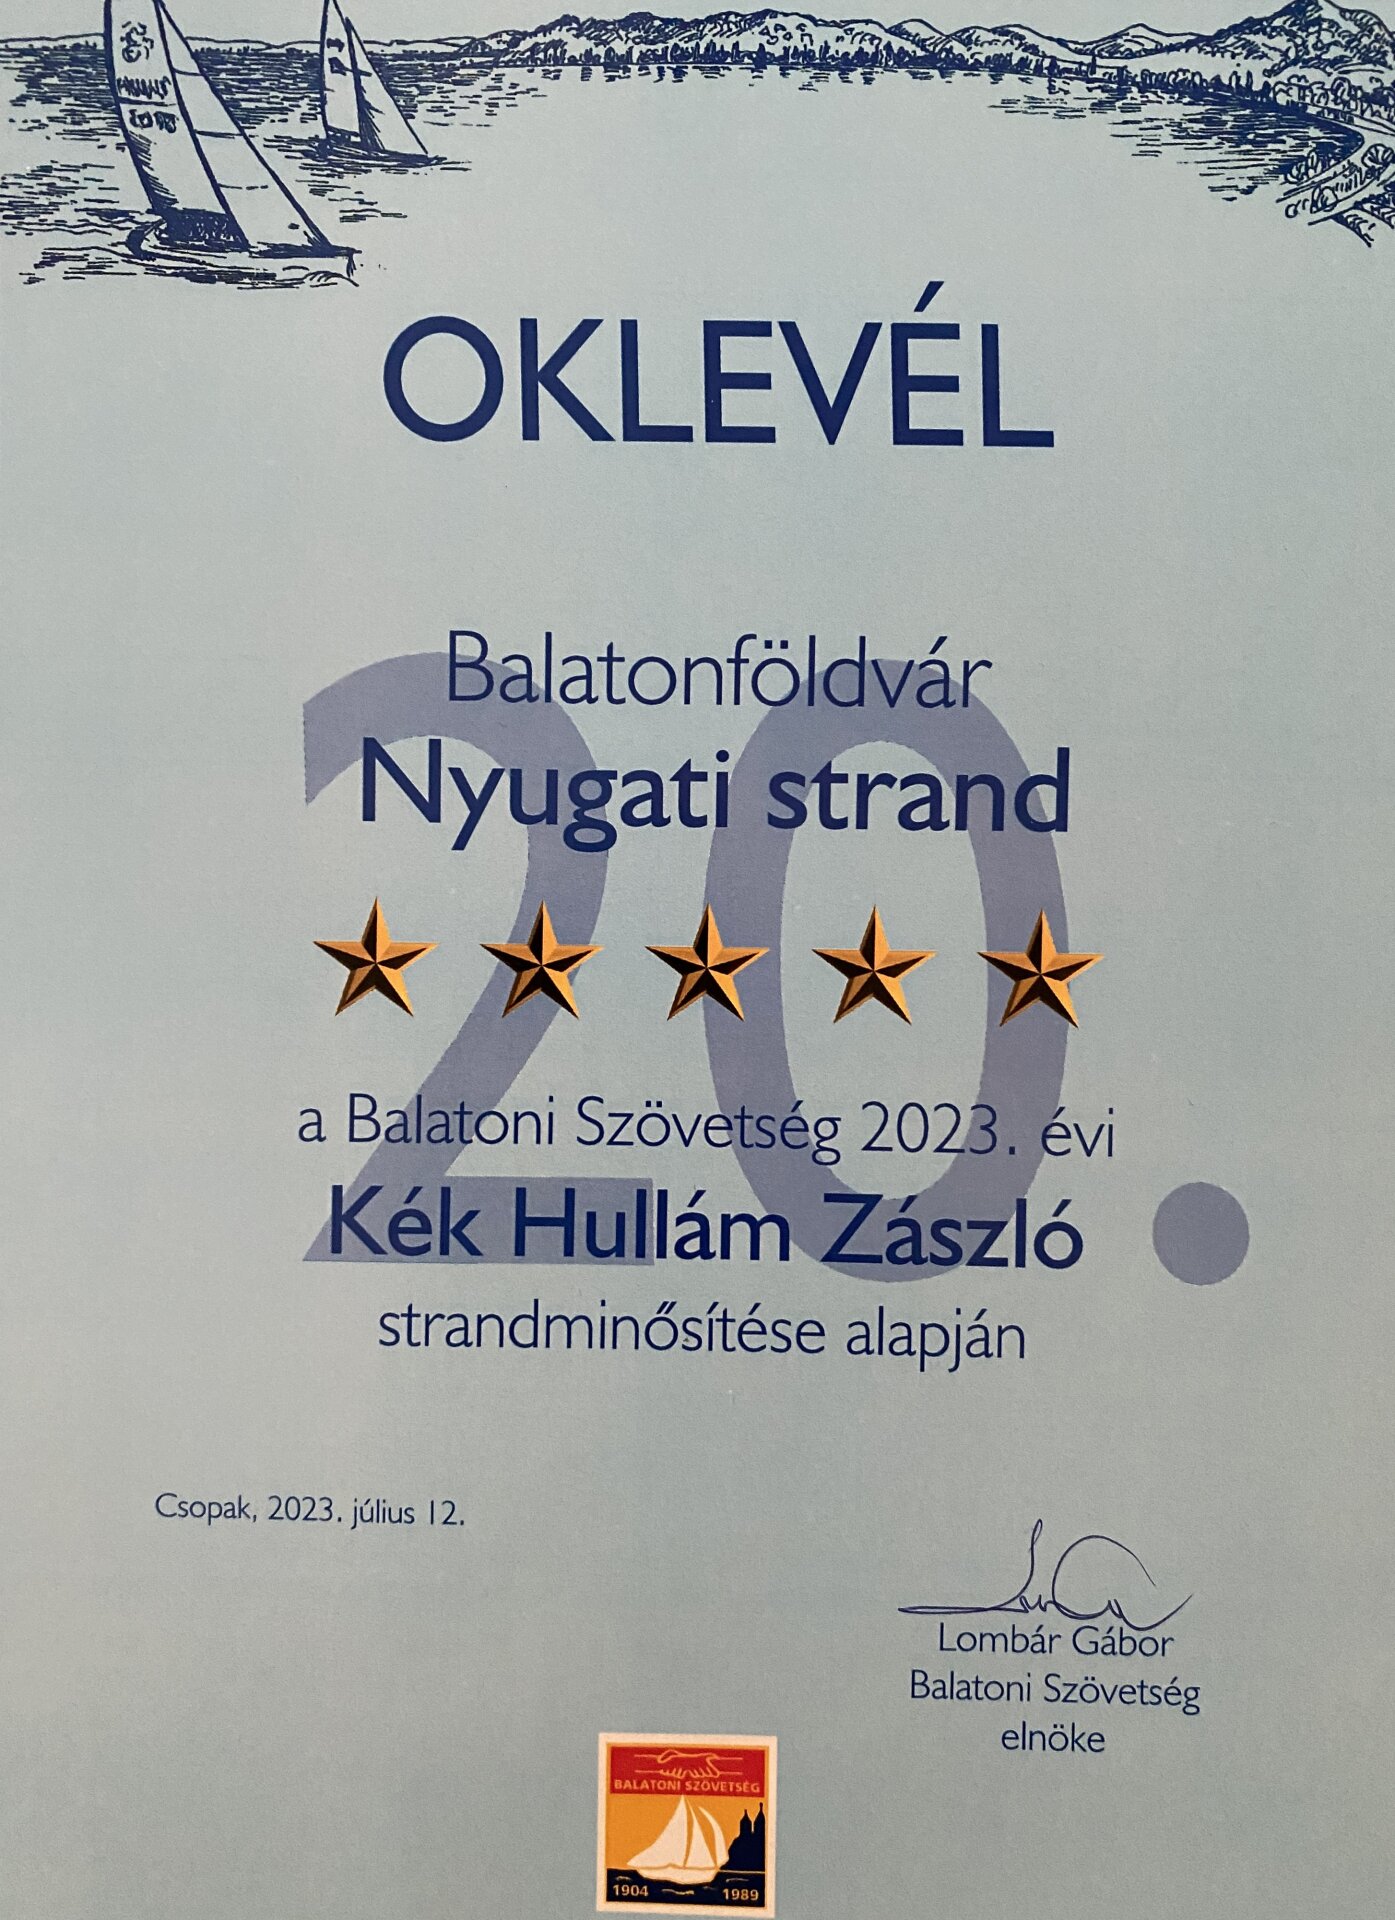 OKLEVÉL
20.
Balatonföldvár
Nyugati strand
a Balatoni Szövetség 2023. évi
Kék Hullám Zászló
strandminősítése alapján
Csopak, 2023. július 12.
Lombár Gábor
Balatoni Szövetség
elnöke
BALATONI SZÖVETSÉG
1904 1989